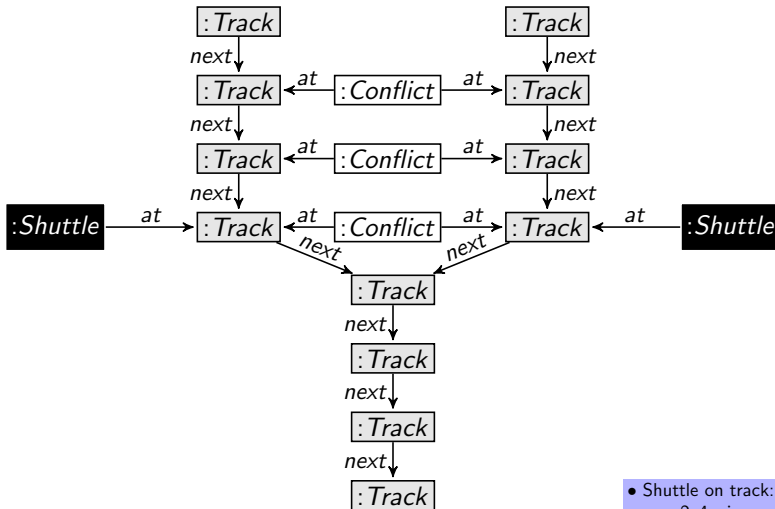 :Track :Track
next next
:Track at :Conflict at :Track
next next
:Track at :Conflict at :Track
next next
:Shuttle at :Track at :Conflict at :Track at :Shuttle
next next
:Track
next
:Track
next
:Track
next
:Track
• Shuttle on track: